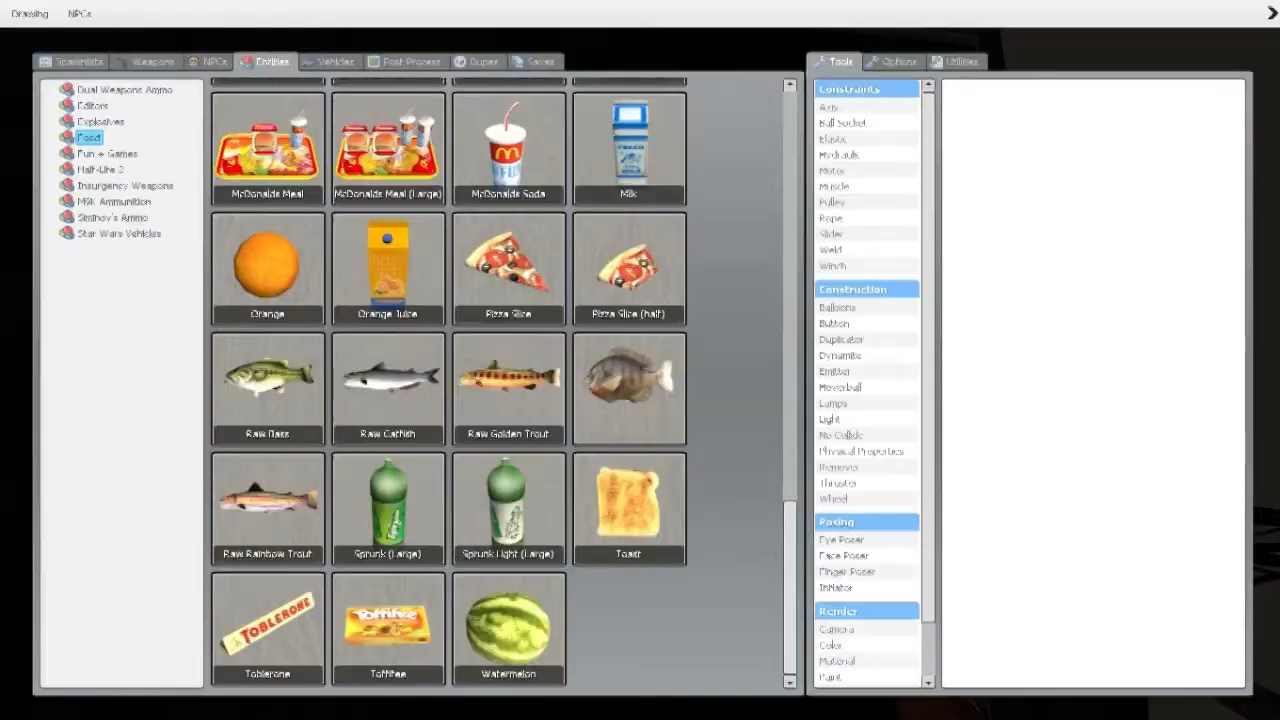 Drawing NPCs
Spawnlists Weapons NPCs Entities Vehicles Post Process Dupes Saves
Tools Options Utilities
Dual Weapons Ammo
Editors
Explosives
Food
Fun + Games
Half-Life 2
Insurgency Weapons
M9K Ammunition
Star Wars Vehicles
McDonalds Meal
McDonalds Meal (Large)
McDonalds Soda
Milk
Orange
Orange Juice
Pizza Slice
Pizza Slice (half)
Raw Bass
Raw Catfish
Raw Golden Trout
Raw Rainbow Trout
Sprunk (Large)
Sprunk Light (Large)
Toast
TOBLERONE
Toffifee
Toblerone
Toffifee
Watermelon
Constraints
Axis
Ball Socket
Elastic
Hydraulic
Motor
Muscle
Pulley
Rope
Slider
Weld
Winch
Construction
Balloons
Button
Duplicator
Dynamite
Emitter
Hoverball
Lamps
Light
No Collide
Physical Properties
Remover
Thruster
Wheel
Posing
Eye Poser
Face Poser
Finger Poser
Inflator
Render
Camera
Color
Material
Paint